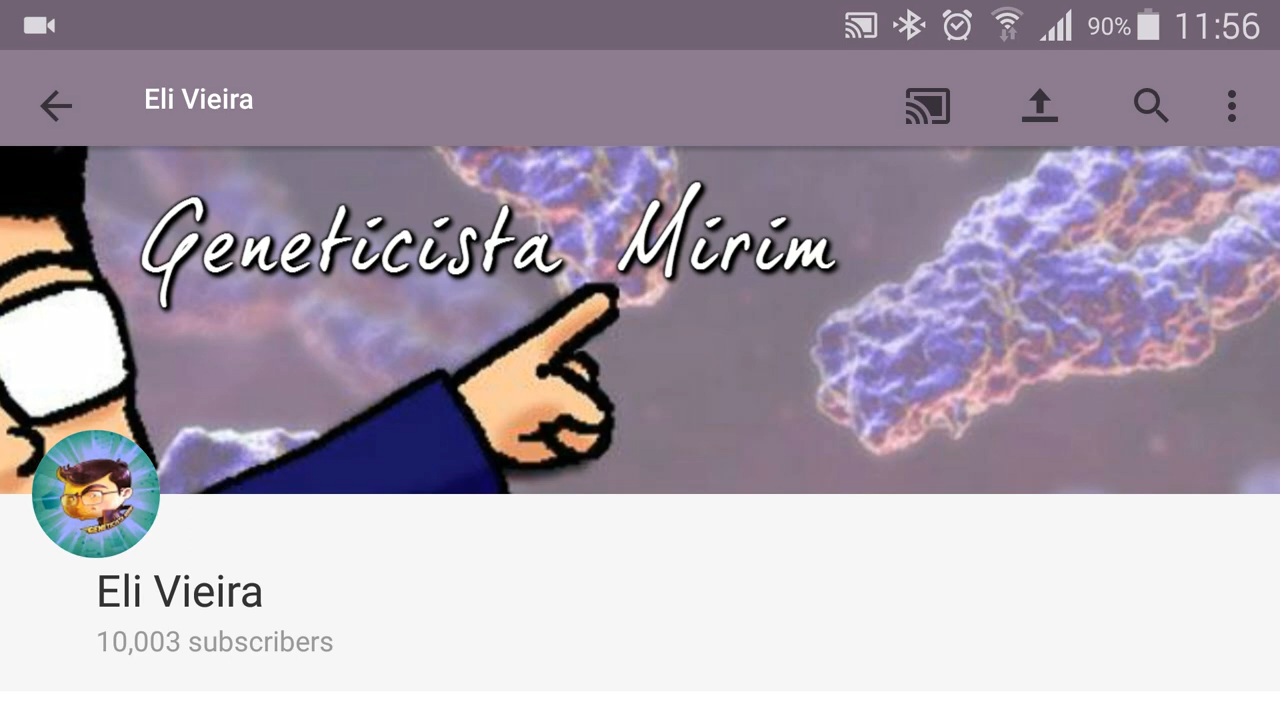 90% 11:56
Eli Vieira
Geneticista Mirim
Eli Vieira
10,003 subscribers